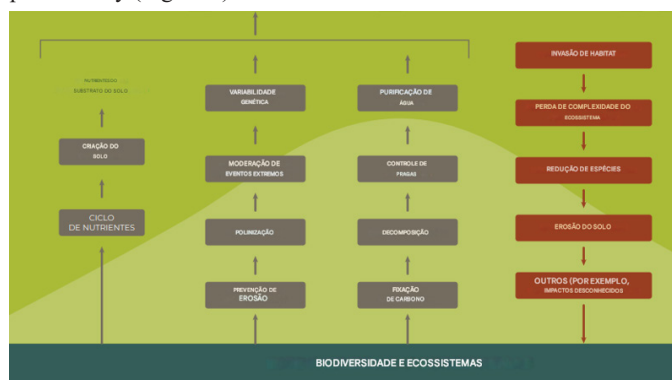 INVASÃO DE HABITAT
VARIABILIDADE
GENÉTICA
PURIFICAÇÃO DE
ÁGUA
SUBSTRATO DO SOLO
PERDA DE COMPLEXIDADE DO
ECOSSISTEMA
CRIAÇÃO DO
SOLO
MODERAÇÃO DE
EVENTOS EXTREMOS
CONTROLE DE
PRAGAS
REDUÇÃO DE ESPÉCIES
CICLO
DE NUTRIENTES
POLINIZAÇÃO
DECOMPOSIÇÃO
EROSÃO DO SOLO
PREVENÇÃO DE
EROSÃO
FIXAÇÃO
DE CARBONO
OUTROS (POR EXEMPLO,
IMPACTOS DESCONHECIDOS
BIODIVERSIDADE E ECOSSISTEMAS